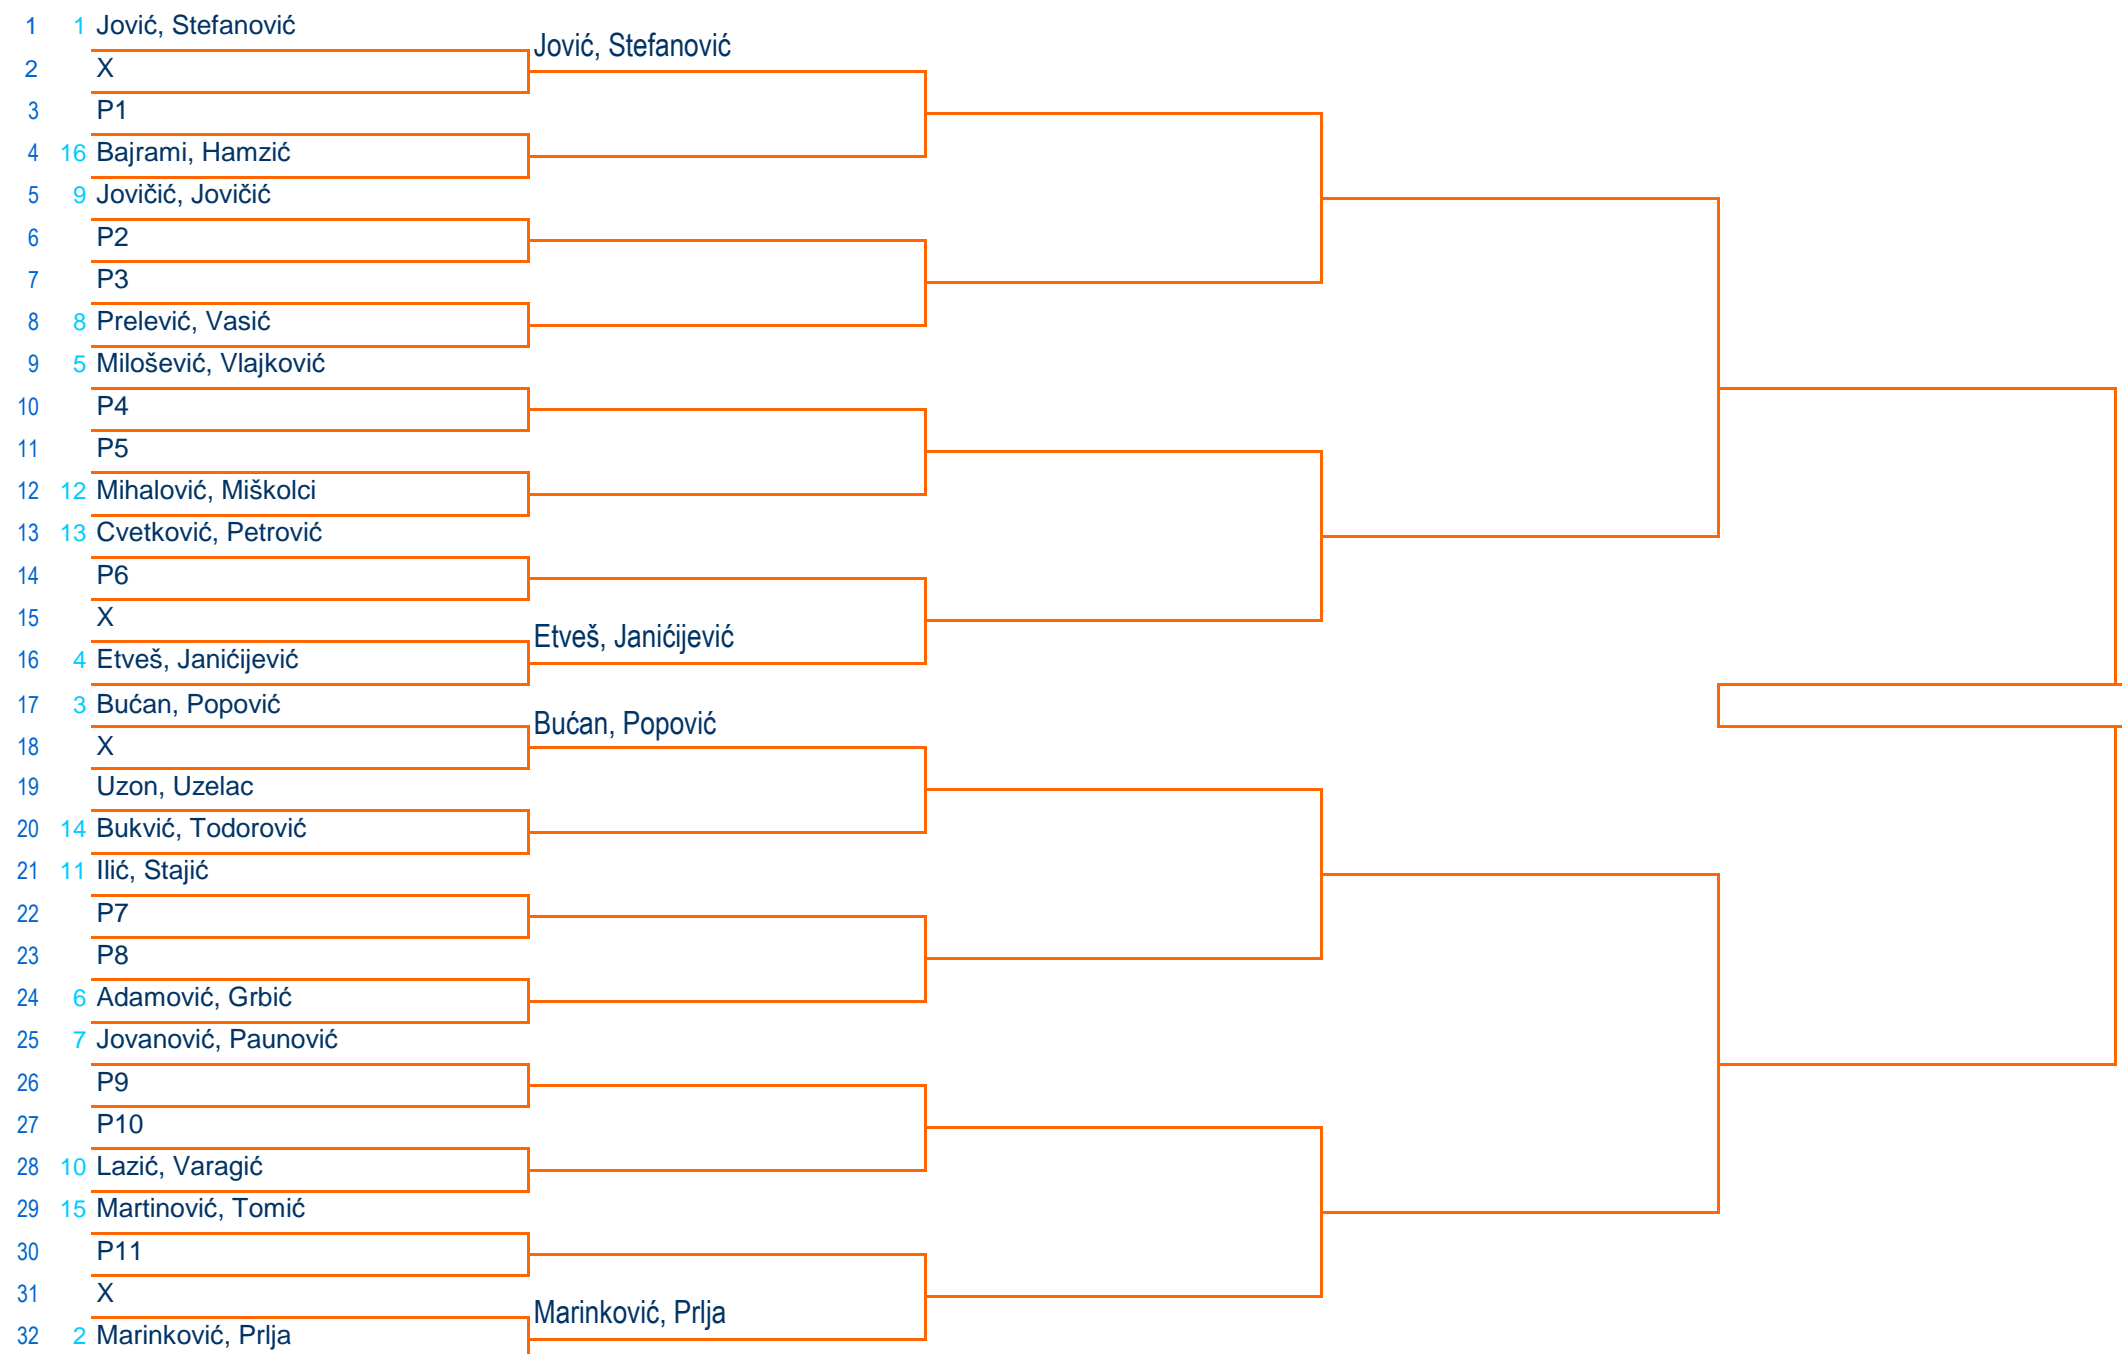 1 1 Jović, Stefanović
Jović, Stefanović
2 X
3 P1
4 16 Bajrami, Hamzić
5 9 Jovičić, Jovičić
6 P2
7 P3
8 8 Prelević, Vasić
9 5 Milošević, Vlajković
10 P4
11 P5
12 12 Mihalović, Miškolci
13 13 Cvetković, Petrović
14 P6
15 X
Etveš, Janićijević
16 4 Etveš, Janićijević
17 3 Bućan, Popović
Bućan, Popović
18 X
19 Uzon, Uzelac
20 14 Bukvić, Todorović
21 11 Ilić, Stajić
22 P7
23 P8
24 6 Adamović, Grbić
25 7 Jovanović, Paunović
26 P9
27 P10
28 10 Lazić, Varagić
29 15 Martinović, Tomić
30 P11
31 X
Marinković, Prlja
32 2 Marinković, Prlja